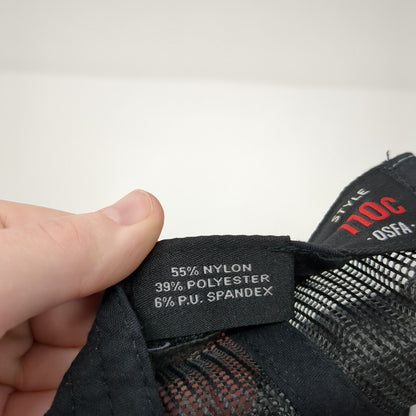 55% NYLON
39% POLYESTER
6% P.U. SPANDEX
STYLE
110C
-OSFA-